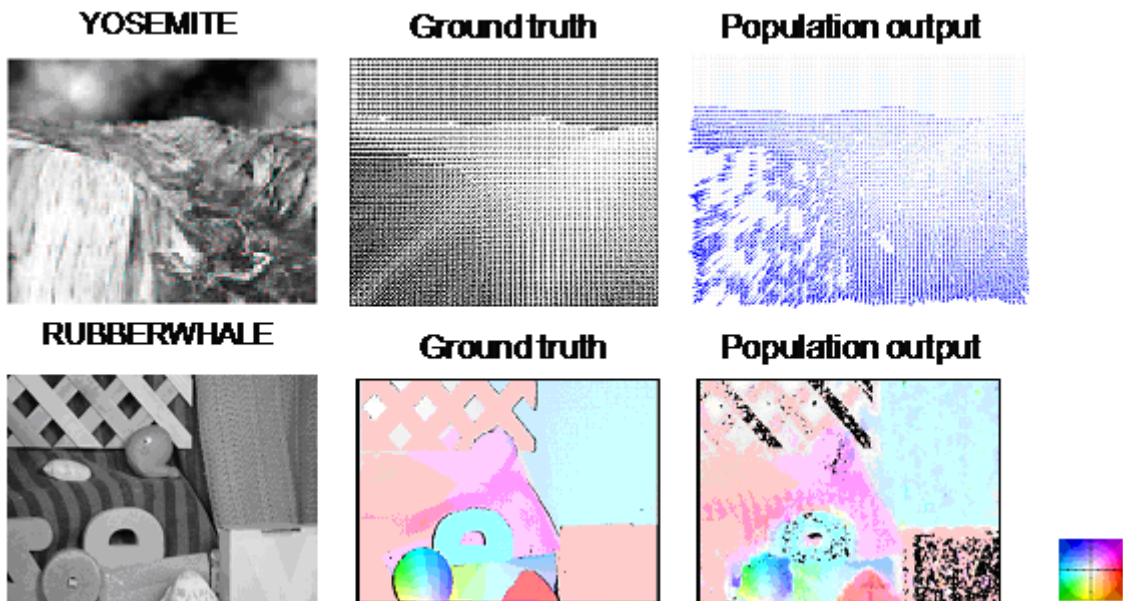 YOSEMITE
Ground truth
Population output
RUBBERWHALE
Ground truth
Population output